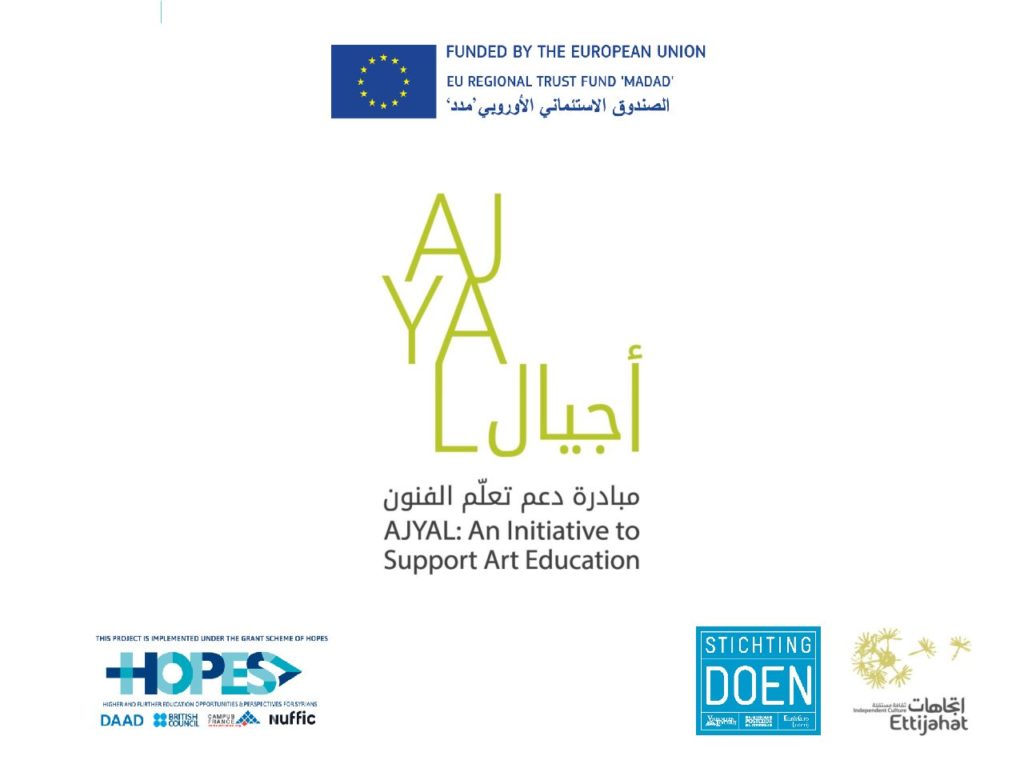 FUNDED BY THE EUROPEAN UNION
EU REGIONAL TRUST FUND 'MADAD'
الصندوق الاستئماني الأوروبي 'مدد'
AJ
YA
L
أجيال
مبادرة دعم تعلّم الفنون
AJYAL: An Initiative to
Support Art Education
THIS PROJECT IS IMPLEMENTED UNDER THE GRANT SCHEME OF HOPES
HOPES
HIGHER AND FURTHER EDUCATION OPPORTUNITIES & PERSPECTIVES FOR SYRIANS
DAAD
BRITISH
COUNCIL
CAMPUS
FRANCE
nuffic
STICHTING
DOEN
ثقافة مستقلة
Independent Culture
اتجاهات
Ettijahat